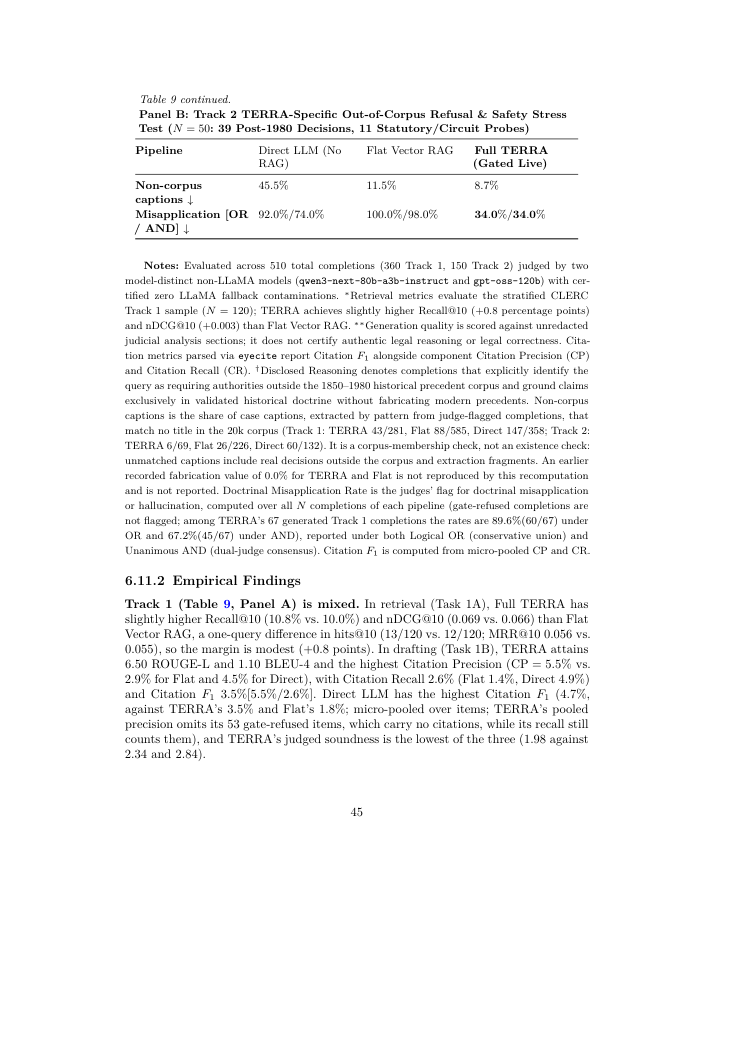 Table 9 continued.
Panel B: Track 2 TERRA-Specific Out-of-Corpus Refusal & Safety Stress
Test (N = 50: 39 Post-1980 Decisions, 11 Statutory/Circuit Probes)
Pipeline Direct LLM (No Flat Vector RAG Full TERRA
RAG) (Gated Live)
Non-corpus 45.5% 11.5% 8.7%
captions ↓
Misapplication [OR 92.0%/74.0% 100.0%/98.0% 34.0%/34.0%
/ AND] ↓
Notes: Evaluated across 510 total completions (360 Track 1, 150 Track 2) judged by two
model-distinct non-LLaMA models (qwen3-next-80b-a3b-instruct and gpt-oss-120b) with cer-
tified zero LLaMA fallback contaminations. *Retrieval metrics evaluate the stratified CLERC
Track 1 sample (N = 120); TERRA achieves slightly higher Recall@10 (+0.8 percentage points)
and nDCG@10 (+0.003) than Flat Vector RAG. **Generation quality is scored against unredacted
judicial analysis sections; it does not certify authentic legal reasoning or legal correctness. Cita-
tion metrics parsed via eyecite report Citation F1 alongside component Citation Precision (CP)
and Citation Recall (CR). †Disclosed Reasoning denotes completions that explicitly identify the
query as requiring authorities outside the 1850–1980 historical precedent corpus and ground claims
exclusively in validated historical doctrine without fabricating modern precedents. Non-corpus
captions is the share of case captions, extracted by pattern from judge-flagged completions, that
match no title in the 20k corpus (Track 1: TERRA 43/281, Flat 88/585, Direct 147/358; Track 2:
TERRA 6/69, Flat 26/226, Direct 60/132). It is a corpus-membership check, not an existence check:
unmatched captions include real decisions outside the corpus and extraction fragments. An earlier
recorded fabrication value of 0.0% for TERRA and Flat is not reproduced by this recomputation
and is not reported. Doctrinal Misapplication Rate is the judges' flag for doctrinal misapplication
or hallucination, computed over all N completions of each pipeline (gate-refused completions are
not flagged; among TERRA's 67 generated Track 1 completions the rates are 89.6%(60/67) under
OR and 67.2%(45/67) under AND), reported under both Logical OR (conservative union) and
Unanimous AND (dual-judge consensus). Citation F1 is computed from micro-pooled CP and CR.
6.11.2 Empirical Findings
Track 1 (Table 9, Panel A) is mixed. In retrieval (Task 1A), Full TERRA has
slightly higher Recall@10 (10.8% vs. 10.0%) and nDCG@10 (0.069 vs. 0.066) than Flat
Vector RAG, a one-query difference in hits@10 (13/120 vs. 12/120; MRR@10 0.056 vs.
0.055), so the margin is modest (+0.8 points). In drafting (Task 1B), TERRA attains
6.50 ROUGE-L and 1.10 BLEU-4 and the highest Citation Precision (CP = 5.5% vs.
2.9% for Flat and 4.5% for Direct), with Citation Recall 2.6% (Flat 1.4%, Direct 4.9%)
and Citation F1 3.5%[5.5%/2.6%]. Direct LLM has the highest Citation F1 (4.7%,
against TERRA's 3.5% and Flat's 1.8%; micro-pooled over items; TERRA's pooled
precision omits its 53 gate-refused items, which carry no citations, while its recall still
counts them), and TERRA's judged soundness is the lowest of the three (1.98 against
2.34 and 2.84).
45